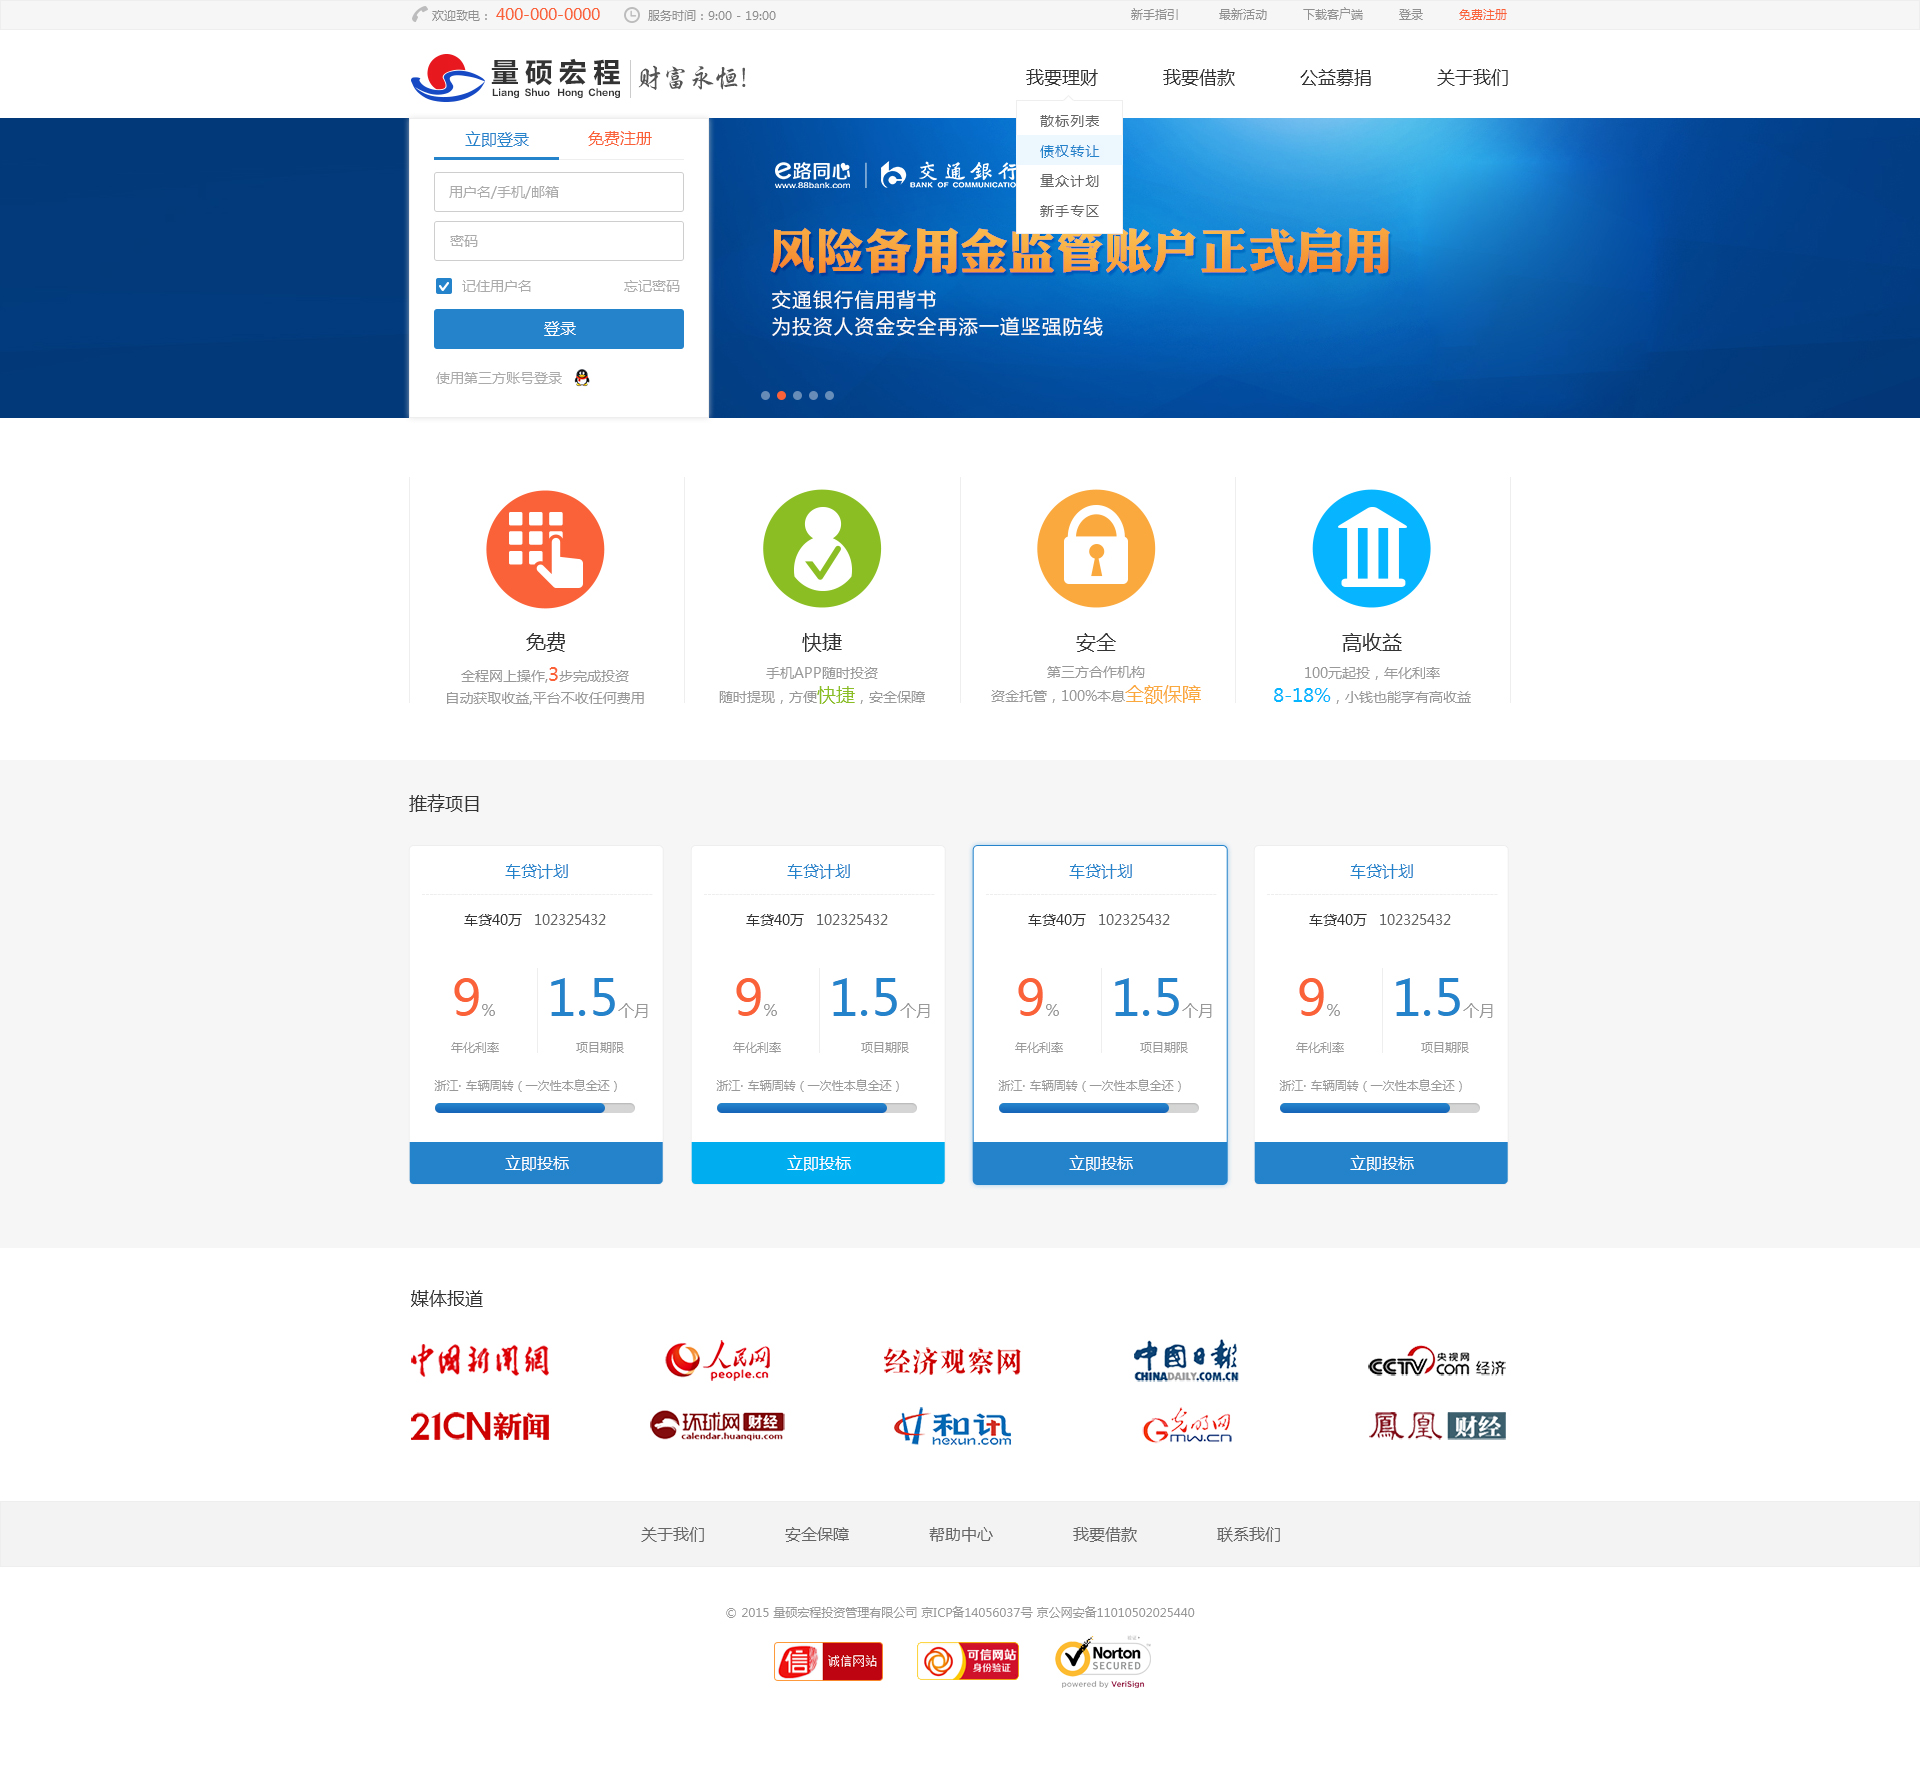 欢迎致电： 400-000-0000 服务时间：9:00 - 19:00 新手指引 最新活动 下载客户端 登录 免费注册
量硕宏程 财富永恒！
Liang Shuo Hong Cheng
我要理财 我要借款 公益募捐 关于我们
散标列表
债权转让
量众计划
新手专区
立即登录 免费注册
用户名/手机/邮箱
密码
记住用户名 忘记密码
登录
使用第三方账号登录
e路同心 交通银行
www.88bank.com BANK OF COMMUNICATION
风险备用金监管账户正式启用
交通银行信用背书
为投资人资金安全再添一道坚强防线
免费
全程网上操作,3步完成投资
自动获取收益,平台不收任何费用
快捷
手机APP随时投资
随时提现，方便快捷，安全保障
安全
第三方合作机构
资金托管，100%本息全额保障
高收益
100元起投，年化利率
8-18%，小钱也能享有高收益
推荐项目
车贷计划
车贷40万 102325432
9% 1.5个月
年化利率 项目期限
浙江· 车辆周转（一次性本息全还）
立即投标
车贷计划
车贷40万 102325432
9% 1.5个月
年化利率 项目期限
浙江· 车辆周转（一次性本息全还）
立即投标
车贷计划
车贷40万 102325432
9% 1.5个月
年化利率 项目期限
浙江· 车辆周转（一次性本息全还）
立即投标
车贷计划
车贷40万 102325432
9% 1.5个月
年化利率 项目期限
浙江· 车辆周转（一次性本息全还）
立即投标
媒体报道
中国新闻網
人民网
people.cn
经济观察网
中国日报
CHINADAILY.COM.CN
CCTV.com 央视网 经济
21CN新闻
环球网 财经
calendar.huanqiu.com
和讯
hexun.com
光明网
Gmw.cn
鳳凰 财经
关于我们 安全保障 帮助中心 我要借款 联系我们
© 2015 量硕宏程投资管理有限公司 京ICP备14056037号 京公网安备11010502025440
信 诚信网站
可信网站
身份验证
Norton
SECURED
powered by VeriSign